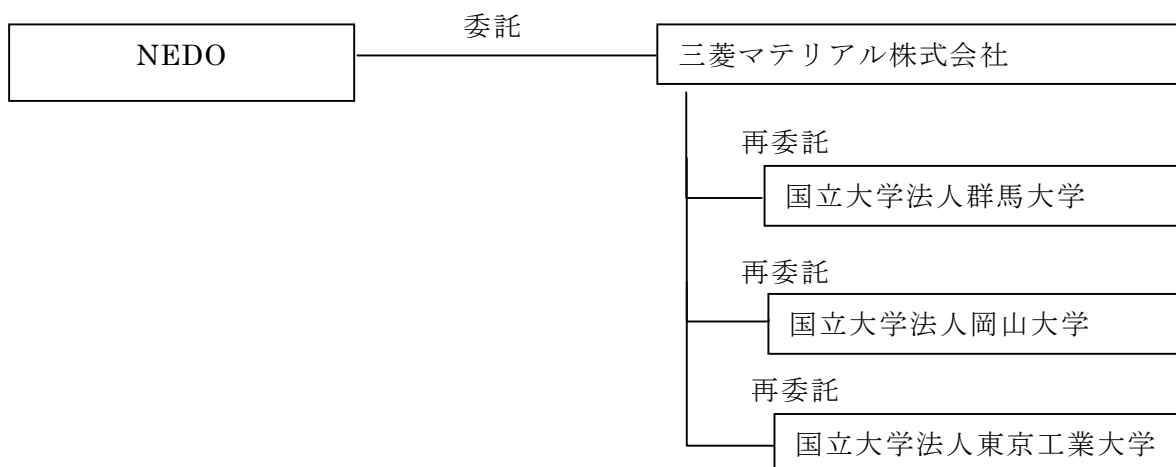 委託
NEDO
三菱マテリアル株式会社
再委託
国立大学法人群馬大学
再委託
国立大学法人岡山大学
再委託
国立大学法人東京工業大学